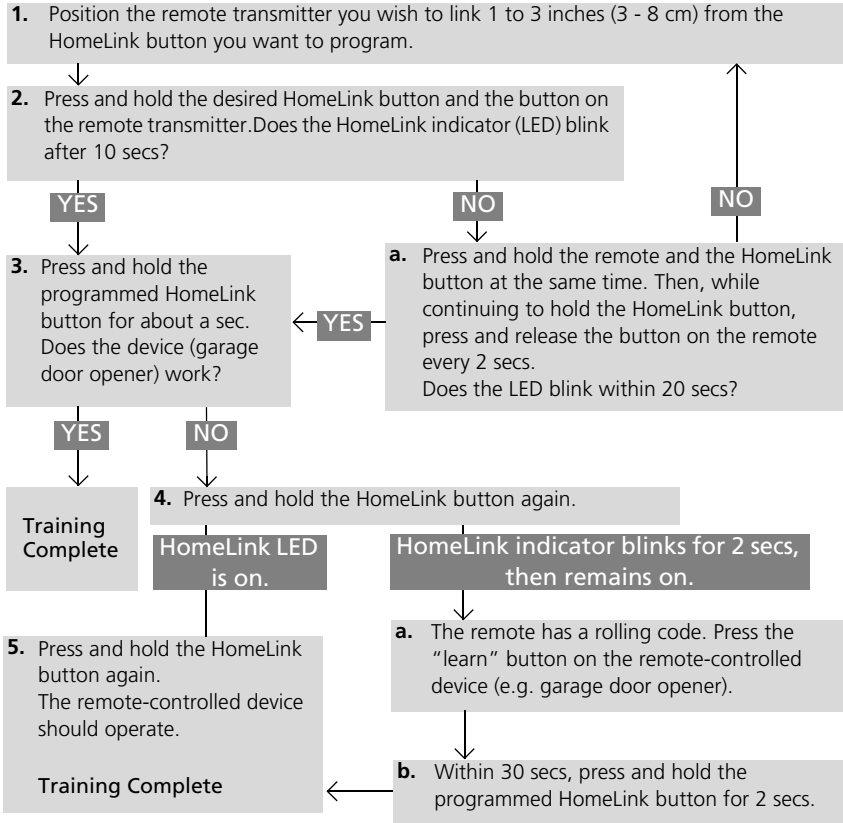 1. Position the remote transmitter you wish to link 1 to 3 inches (3 - 8 cm) from the
HomeLink button you want to program.
2. Press and hold the desired HomeLink button and the button on
the remote transmitter.Does the HomeLink indicator (LED) blink
after 10 secs?
YES
NO
NO
3. Press and hold the
programmed HomeLink
button for about a sec.
Does the device (garage
door opener) work?
YES
a. Press and hold the remote and the HomeLink
button at the same time. Then, while
continuing to hold the HomeLink button,
press and release the button on the remote
every 2 secs.
Does the LED blink within 20 secs?
YES
NO
Training
Complete
4. Press and hold the HomeLink button again.
HomeLink LED
is on.
HomeLink indicator blinks for 2 secs,
then remains on.
a. The remote has a rolling code. Press the
“learn” button on the remote-controlled
device (e.g. garage door opener).
5. Press and hold the HomeLink
button again.
The remote-controlled device
should operate.
Training Complete
b. Within 30 secs, press and hold the
programmed HomeLink button for 2 secs.